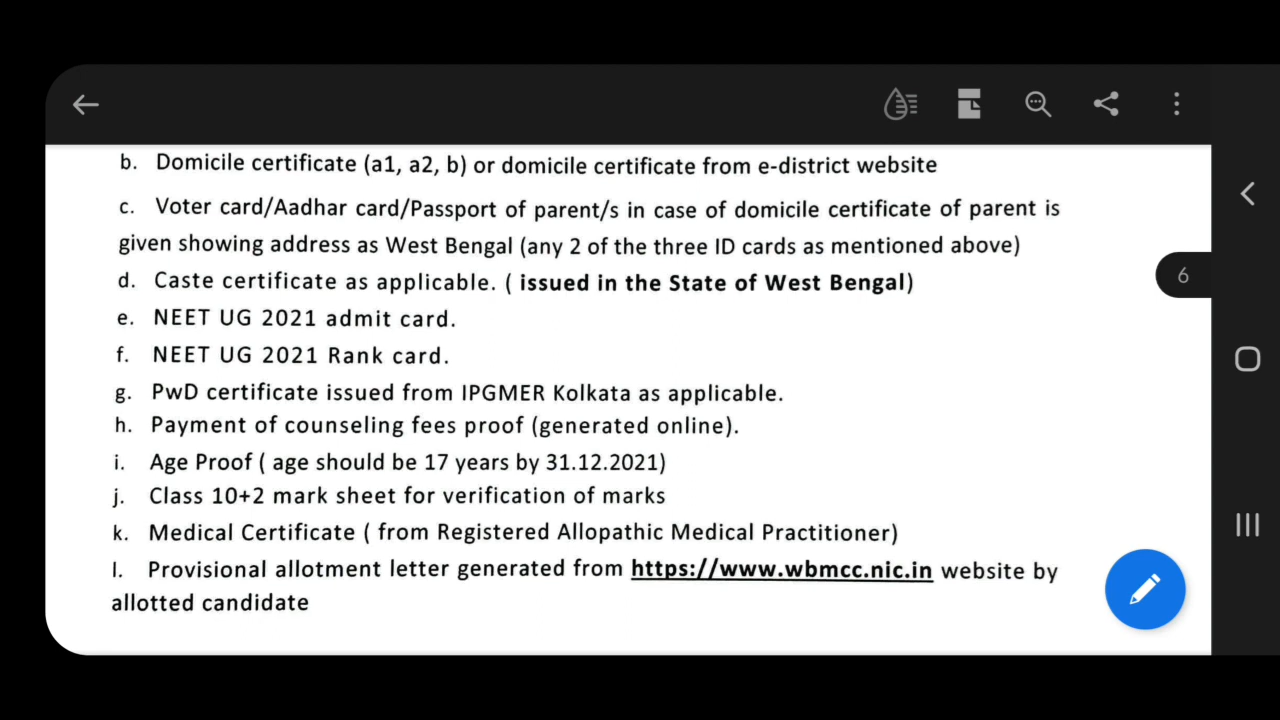 b. Domicile certificate (a1, a2, b) or domicile certificate from e-district website
c. Voter card/Aadhar card/Passport of parent/s in case of domicile certificate of parent is
given showing address as West Bengal (any 2 of the three ID cards as mentioned above)
d. Caste certificate as applicable. ( issued in the State of West Bengal)
6
e. NEET UG 2021 admit card.
f. NEET UG 2021 Rank card.
g. PwD certificate issued from IPGMER Kolkata as applicable.
h. Payment of counseling fees proof (generated online).
i. Age Proof ( age should be 17 years by 31.12.2021)
j. Class 10+2 mark sheet for verification of marks
k. Medical Certificate ( from Registered Allopathic Medical Practitioner)
l. Provisional allotment letter generated from https://www.wbmcc.nic.in website by
allotted candidate